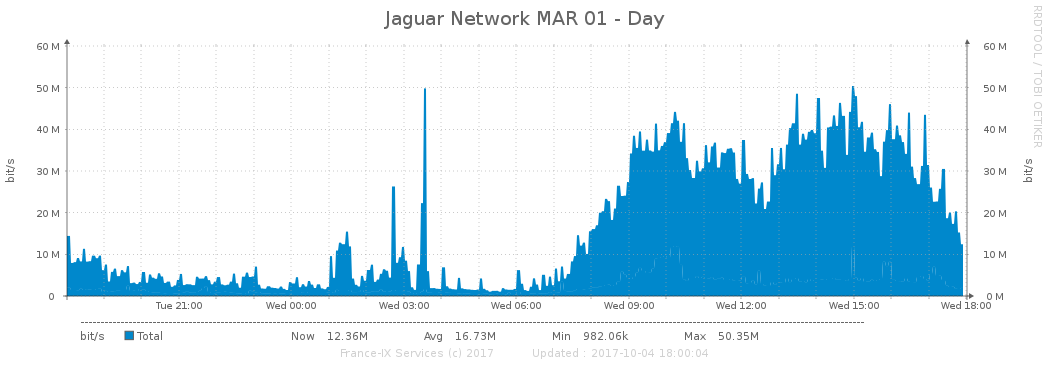 Jaguar Network MAR 01 - Day
RRDTOOL / TOBI OETIKER
60 M 60 M
50 M 50 M
40 M 40 M
30 M 30 M
20 M 20 M
10 M 10 M
0 0 M
bit/s bit/s
Tue 21:00 Wed 00:00 Wed 03:00 Wed 06:00 Wed 09:00 Wed 12:00 Wed 15:00 Wed 18:00
bit/s Total Now 12.36M Avg 16.73M Min 982.06k Max 50.35M
France-IX Services (c) 2017 Updated : 2017-10-04 18:00:04